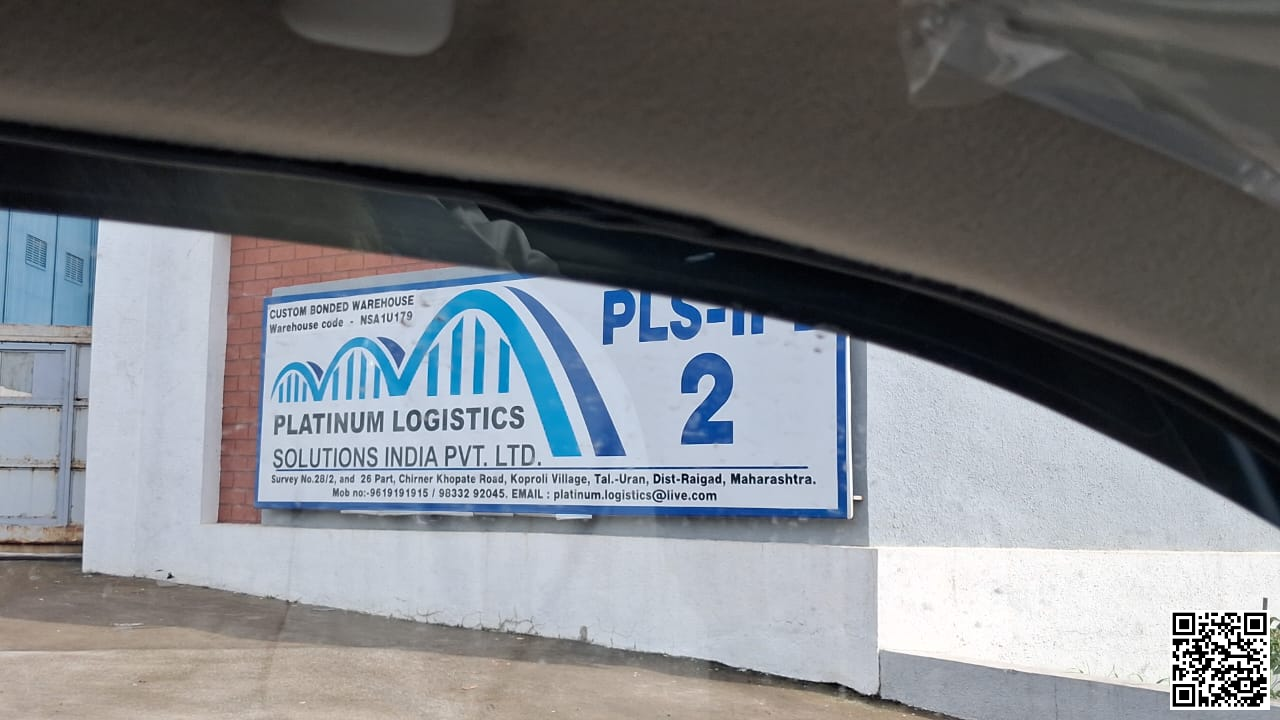 CUSTOM BONDED WAREHOUSE
Warehouse code - NSA1U179
PLATINUM LOGISTICS
SOLUTIONS INDIA PVT. LTD.
PLS-
2
Survey No.28/2, and 26 Part, Chirner Khopate Road, Koproli Village, Tal.-Uran, Dist-Raigad, Maharashtra.
Mob no:-9619191915 / 98332 92045. EMAIL : platinum.logistics@live.com